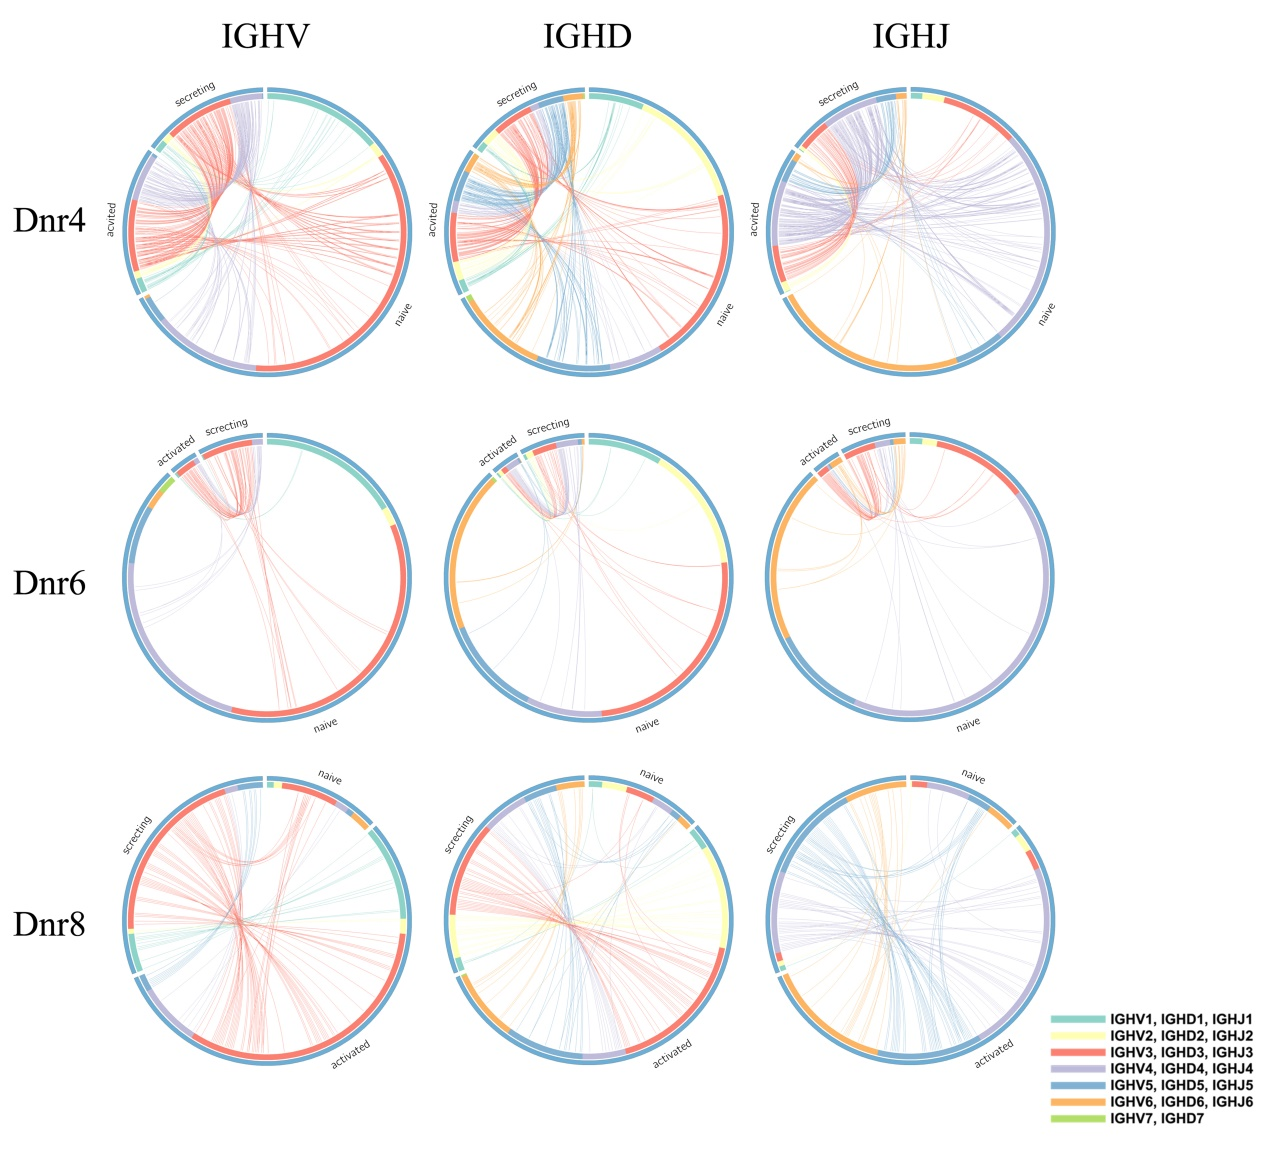 IGHV IGHD IGHJ
secreting secreting secreting
Dnr4 acvited naive acvited naive acvited naive
activated screcting activated screcting activated screcting
Dnr6
naive naive naive
naive naive naive
screcting screcting screcting
Dnr8
activated activated activated
IGHV1, IGHD1, IGHJ1
IGHV2, IGHD2, IGHJ2
IGHV3, IGHD3, IGHJ3
IGHV4, IGHD4, IGHJ4
IGHV5, IGHD5, IGHJ5
IGHV6, IGHD6, IGHJ6
IGHV7, IGHD7